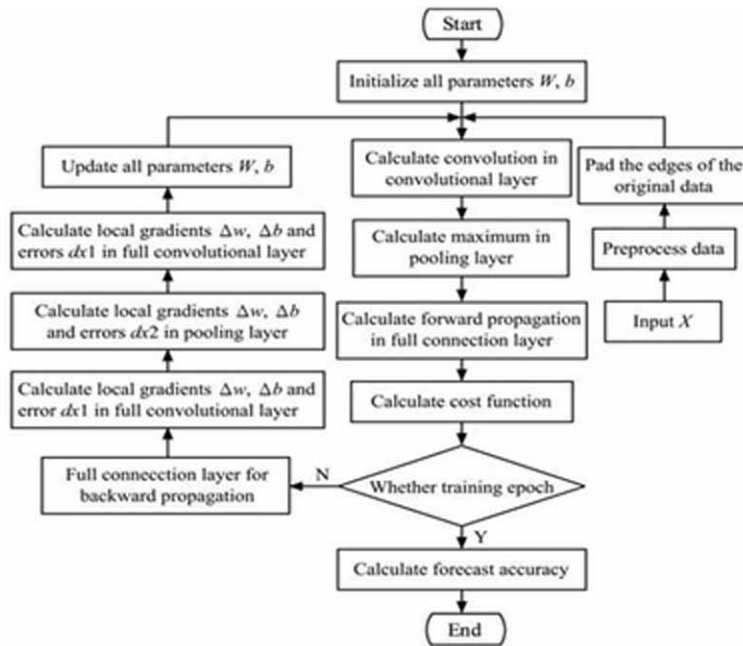 Start
Initialize all parameters W, b
Update all parameters W, b
Calculate local gradients Δw, Δb and
errors dx1 in full convolutional layer
Calculate local gradients Δw, Δb
and errors dx2 in pooling layer
Calculate local gradients Δw, Δb and
error dx1 in full convolutional layer
Full connecction layer for
backward propagation
Calculate convolution in
convolutional layer
Calculate maximum in
pooling layer
Calculate forward propagation
in full connection layer
Calculate cost function
Whether training epoch
N
Y
Calculate forecast accuracy
End
Pad the edges of the
original data
Preprocess data
Input X